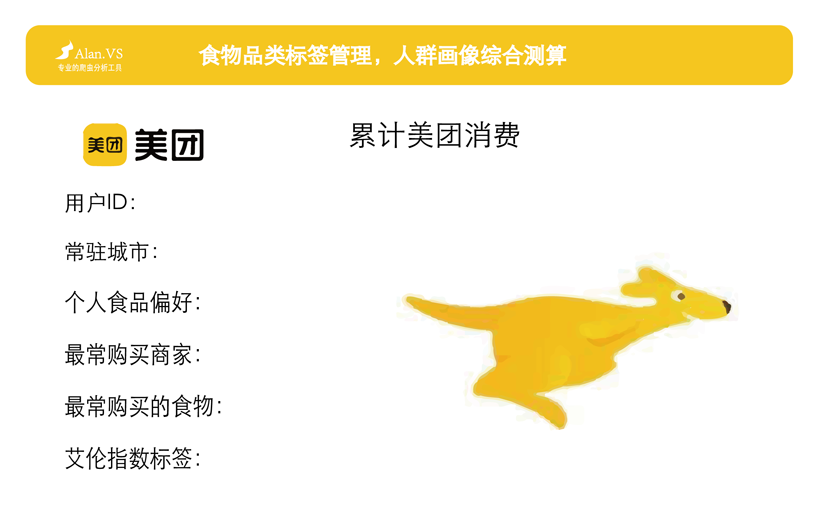 Alan.VS
专业的爬虫分析工具
食物品类标签管理，人群画像综合测算
美团 美团
累计美团消费
用户ID：
常驻城市：
个人食品偏好：
最常购买商家：
最常购买的食物：
艾伦指数标签：